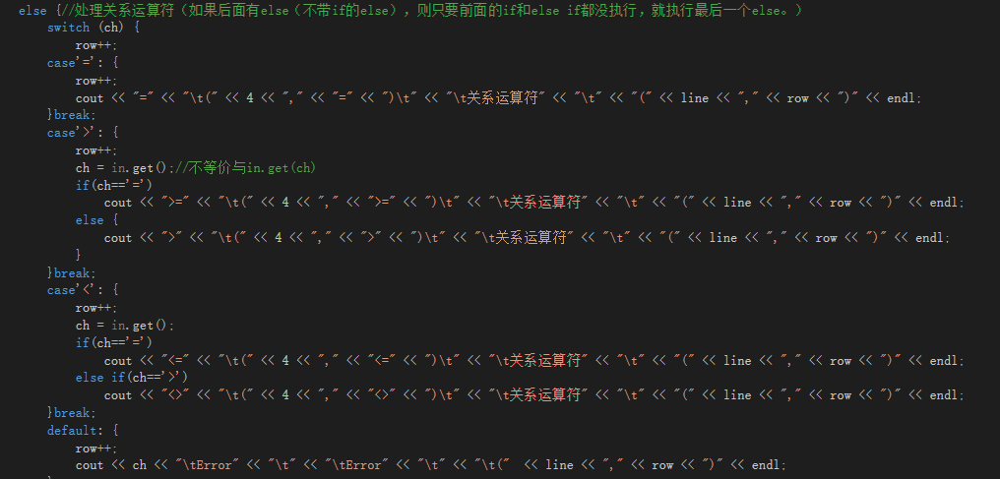 else {//处理关系运算符（如果后面有else（不带if的else），则只要前面的if和else if都没执行，就执行最后一个else。）
switch (ch) {
row++;
case'=': {
row++;
cout << "=" << "\t(" << 4 << "," << "=" << ")\t" << "\t关系运算符" << "\t" << "(" << line << "," << row << ")" << endl;
}break;
case'>': {
row++;
ch = in.get();//不等价与in.get(ch)
if(ch=='=')
cout << ">=" << "\t(" << 4 << "," << ">=" << ")\t" << "\t关系运算符" << "\t" << "(" << line << "," << row << ")" << endl;
else {
cout << ">" << "\t(" << 4 << "," << ">" << ")\t" << "\t关系运算符" << "\t" << "(" << line << "," << row << ")" << endl;
}
}break;
case'<': {
row++;
ch = in.get();
if(ch=='=')
cout << "<=" << "\t(" << 4 << "," << "<=" << ")\t" << "\t关系运算符" << "\t" << "(" << line << "," << row << ")" << endl;
else if(ch=='>')
cout << "<>" << "\t(" << 4 << "," << "<>" << ")\t" << "\t关系运算符" << "\t" << "(" << line << "," << row << ")" << endl;
}break;
default: {
row++;
cout << ch << "\tError" << "\t" << "\tError" << "\t" << "\t(" << line << "," << row << ")" << endl;